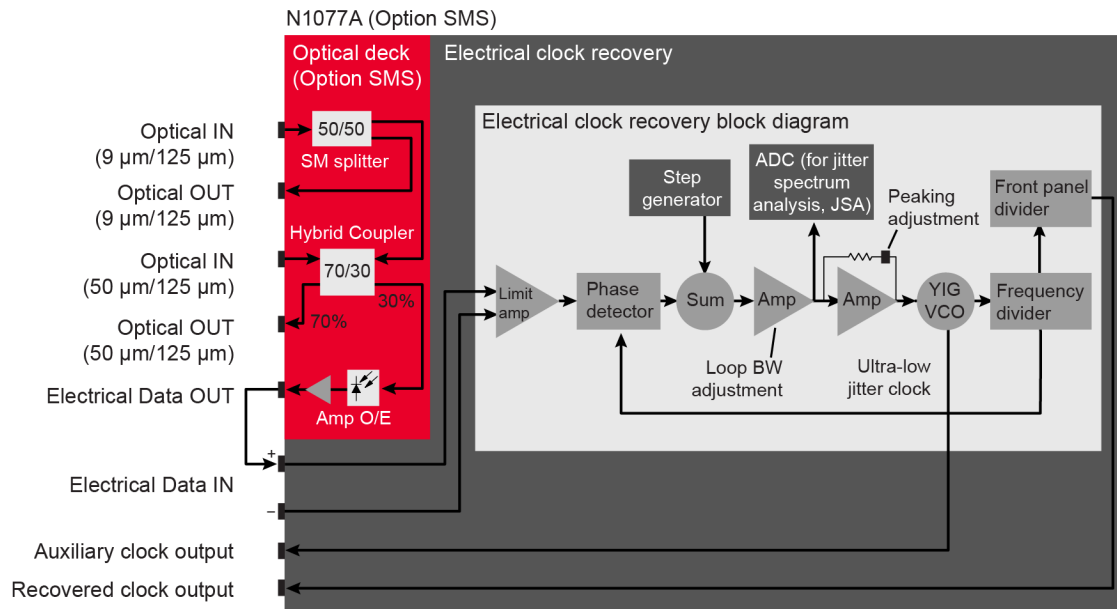 N1077A (Option SMS)
Optical deck
(Option SMS)
Electrical clock recovery
Optical IN
(9 µm/125 µm)
50/50
SM splitter
Optical OUT
(9 µm/125 µm)
Hybrid Coupler
Optical IN
(50 µm/125 µm)
70/30
30%
70%
Optical OUT
(50 µm/125 µm)
Electrical Data OUT
Amp O/E
+
Electrical Data IN
–
Auxiliary clock output
Recovered clock output
Electrical clock recovery block diagram
Step
generator
ADC (for jitter
spectrum
analysis, JSA)
Peaking
adjustment
Front panel
divider
Limit
amp
Phase
detector
Sum
Amp
Amp
YIG
VCO
Frequency
divider
Loop BW
adjustment
Ultra-low
jitter clock